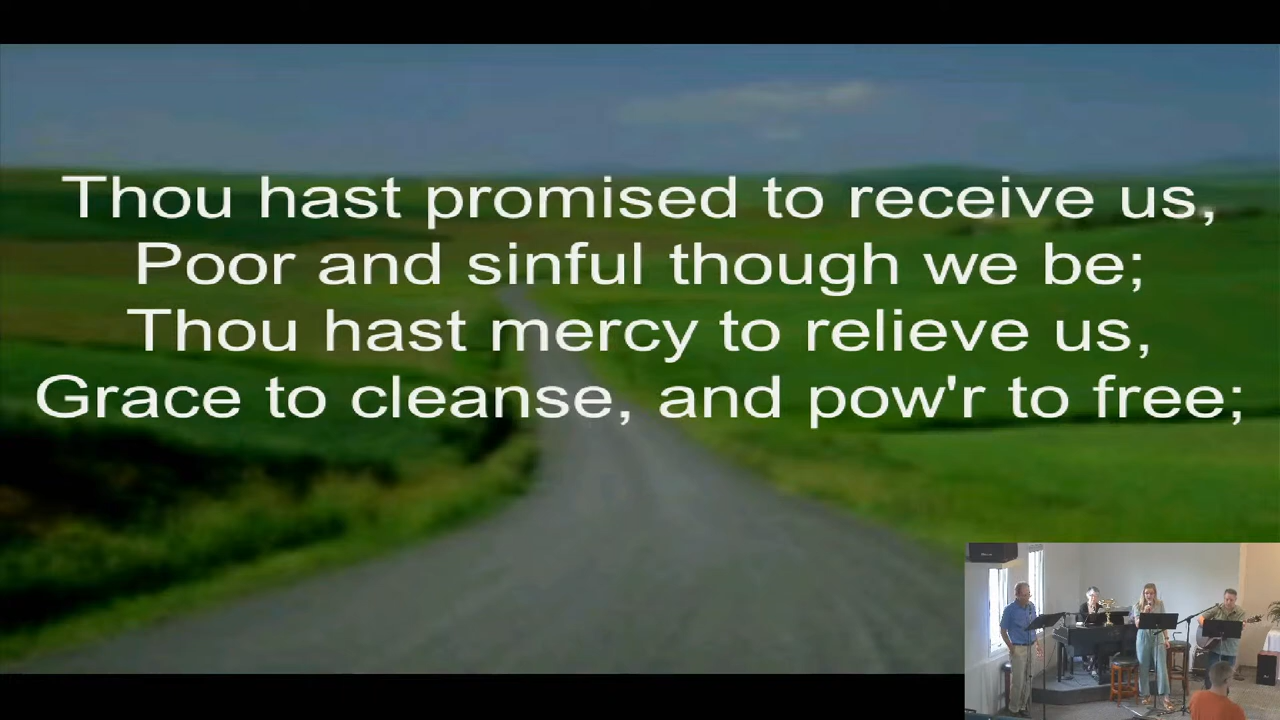 Thou hast promised to receive us,
Poor and sinful though we be;
Thou hast mercy to relieve us,
Grace to cleanse, and pow'r to free;